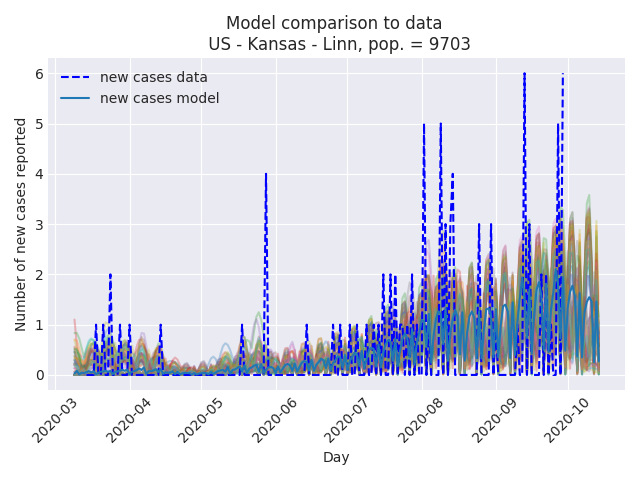 Model comparison to data
US - Kansas - Linn, pop. = 9703
new cases data
new cases model
Number of new cases reported
6
5
4
3
2
1
0
2020-03
2020-04
2020-05
2020-06
2020-07
2020-08
2020-09
2020-10
Day